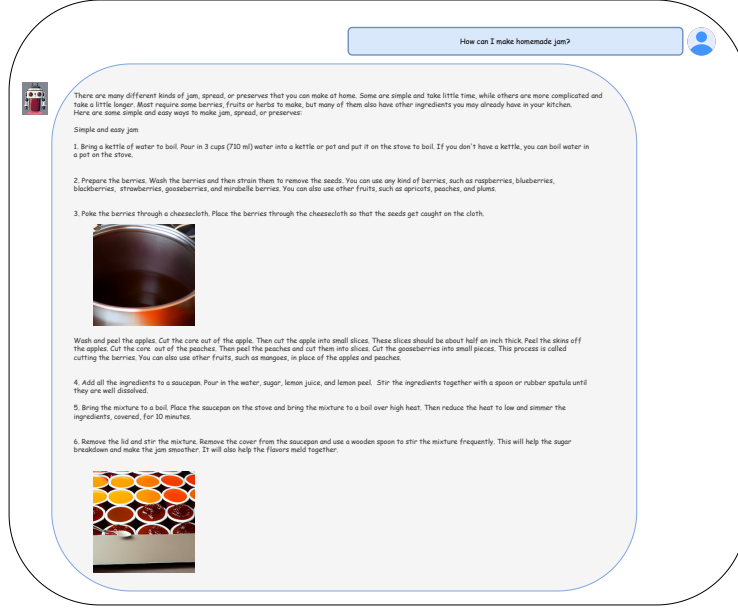 How can I make homemade jam?
There are many different kinds of jam, spread, or preserves that you can make at home. Some are simple and take little time, while others are more complicated and
take a little longer. Most require some berries, fruits or herbs to make, but many of them also have other ingredients you may already have in your kitchen.
Here are some simple and easy ways to make jam, spread, or preserves:
Simple and easy jam
1. Bring a kettle of water to boil. Pour in 3 cups (710 ml) water into a kettle or pot and put it on the stove to boil. If you don't have a kettle, you can boil water in
a pot on the stove.
2. Prepare the berries. Wash the berries and then strain them to remove the seeds. You can use any kind of berries, such as raspberries, blueberries,
blackberries, strawberries, gooseberries, and mirabelle berries. You can also use other fruits, such as apricots, peaches, and plums.
3. Poke the berries through a cheesecloth. Place the berries through the cheesecloth so that the seeds get caught on the cloth.
Wash and peel the apples. Cut the core out of the apple. Then cut the apple into small slices. These slices should be about half an inch thick. Peel the skins off
the apples. Cut the core out of the peaches. Then peel the peaches and cut them into slices. Cut the gooseberries into small pieces. This process is called
cutting the berries. You can also use other fruits, such as mangoes, in place of the apples and peaches.
4. Add all the ingredients to a saucepan. Pour in the water, sugar, lemon juice, and lemon peel. Stir the ingredients together with a spoon or rubber spatula until
they are well dissolved.
5. Bring the mixture to a boil. Place the saucepan on the stove and bring the mixture to a boil over high heat. Then reduce the heat to low and simmer the
ingredients, covered, for 10 minutes.
6. Remove the lid and stir the mixture. Remove the cover from the saucepan and use a wooden spoon to stir the mixture frequently. This will help the sugar
breakdown and make the jam smoother. It will also help the flavors meld together.